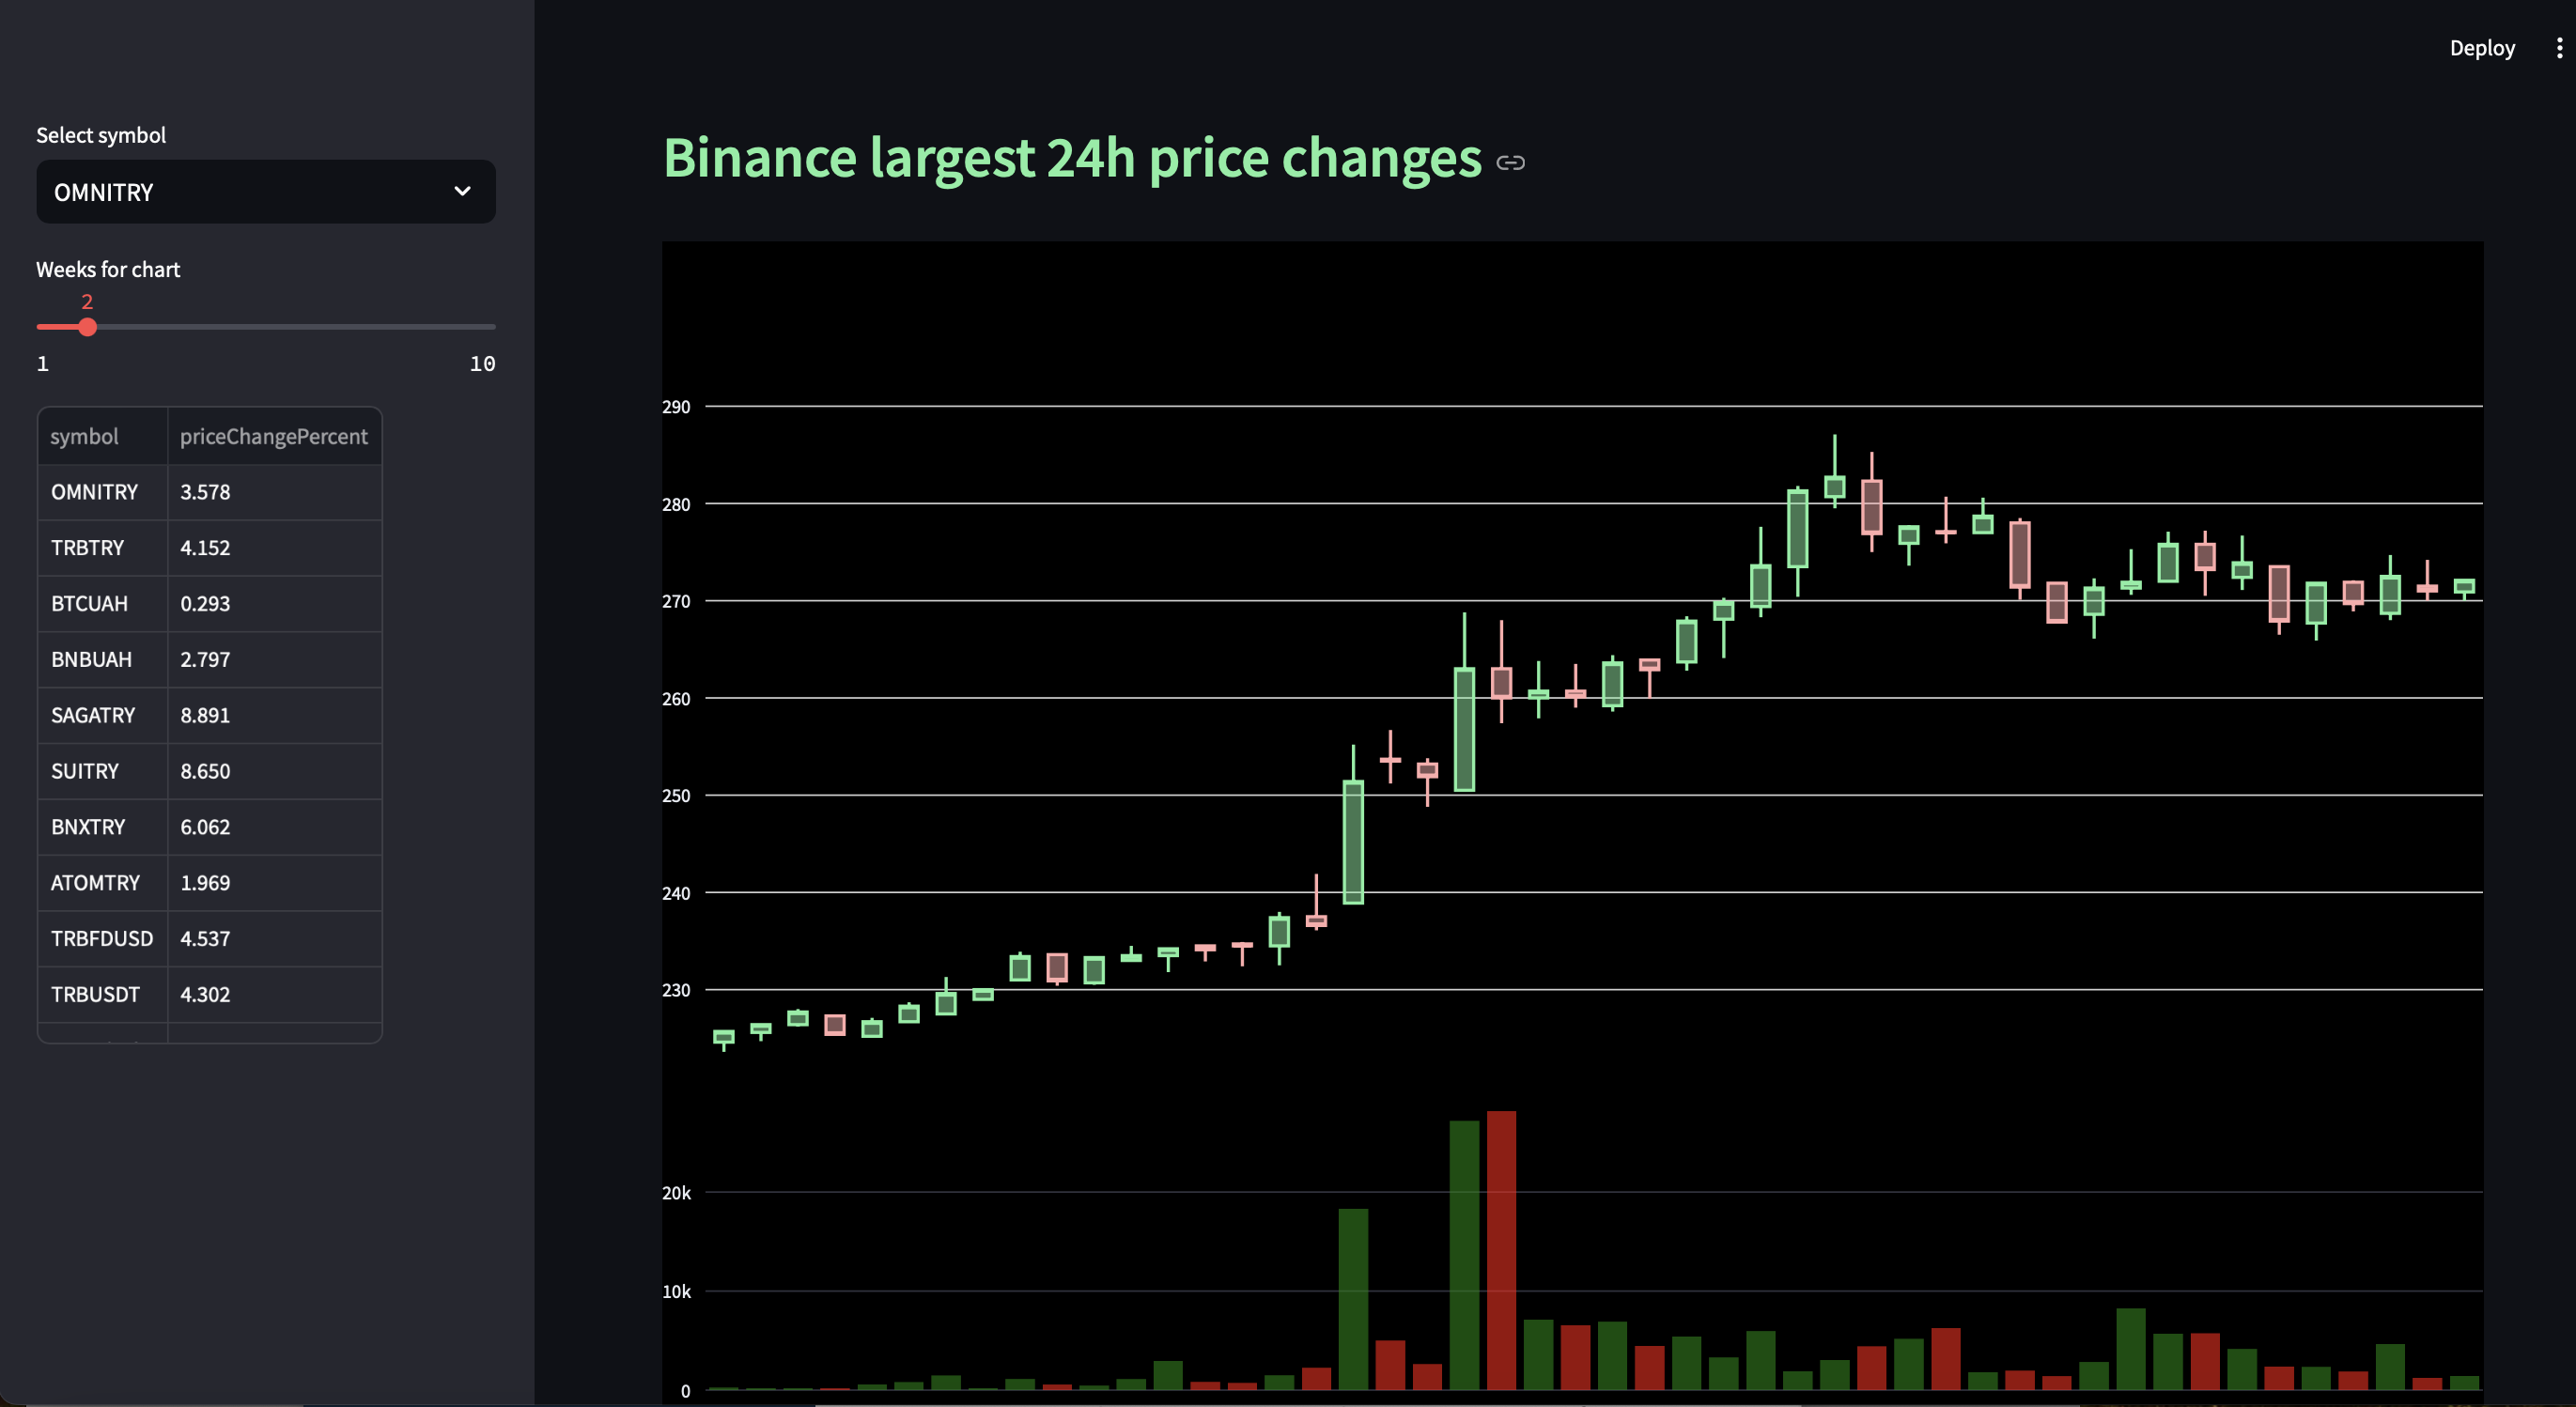 Deploy
Select symbol
OMNITRY
Weeks for chart
2
1 10
symbol priceChangePercent
OMNITRY 3.578
TRBTRY 4.152
BTCUAH 0.293
BNBUAH 2.797
SAGATRY 8.891
SUITRY 8.650
BNXTRY 6.062
ATOMTRY 1.969
TRBFDUSD 4.537
TRBUSDT 4.302
Binance largest 24h price changes
290
280
270
260
250
240
230
20k
10k
0